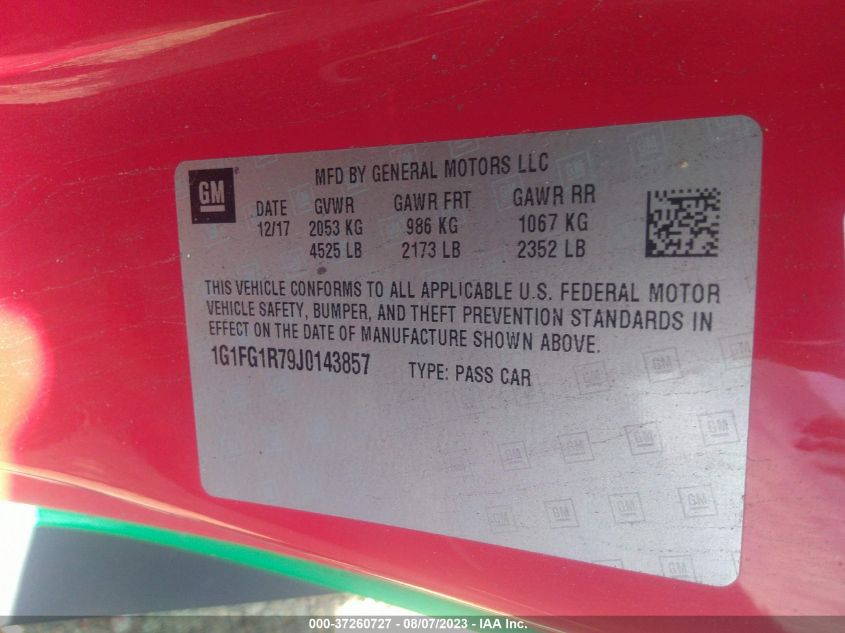 GM
MFD BY GENERAL MOTORS LLC
DATE GVWR GAWR FRT GAWR RR
12/17 2053 KG 986 KG 1067 KG
4525 LB 2173 LB 2352 LB
THIS VEHICLE CONFORMS TO ALL APPLICABLE U.S. FEDERAL MOTOR
VEHICLE SAFETY, BUMPER, AND THEFT PREVENTION STANDARDS IN
EFFECT ON THE DATE OF MANUFACTURE SHOWN ABOVE.
1G1FG1R79J0143857 TYPE: PASS CAR
000-37260727 - 08/07/2023 - IAA Inc.